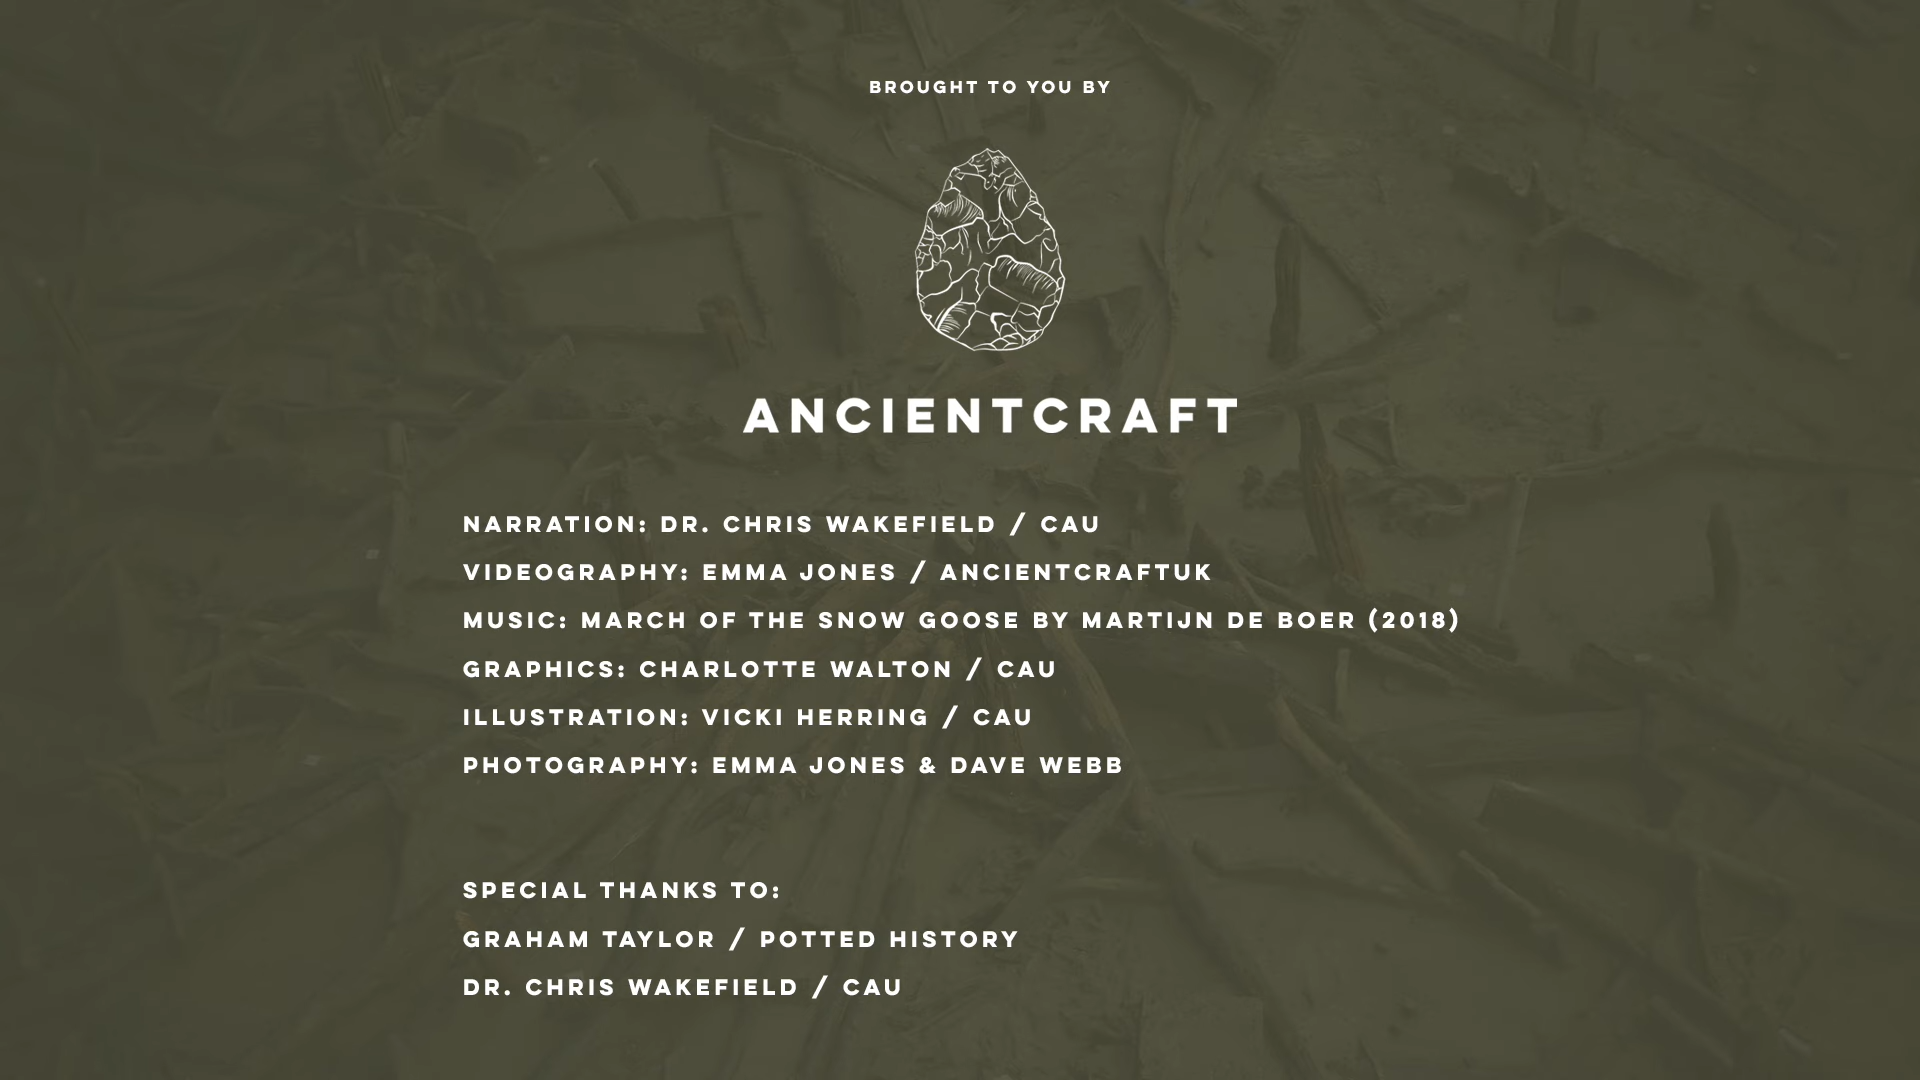 BROUGHT TO YOU BY
ANCIENTCRAFT
NARRATION: DR. CHRIS WAKEFIELD / CAU
VIDEOGRAPHY: EMMA JONES / ANCIENTCRAFTUK
MUSIC: MARCH OF THE SNOW GOOSE BY MARTIJN DE BOER (2018)
GRAPHICS: CHARLOTTE WALTON / CAU
ILLUSTRATION: VICKI HERRING / CAU
PHOTOGRAPHY: EMMA JONES & DAVE WEBB
SPECIAL THANKS TO:
GRAHAM TAYLOR / POTTED HISTORY
DR. CHRIS WAKEFIELD / CAU